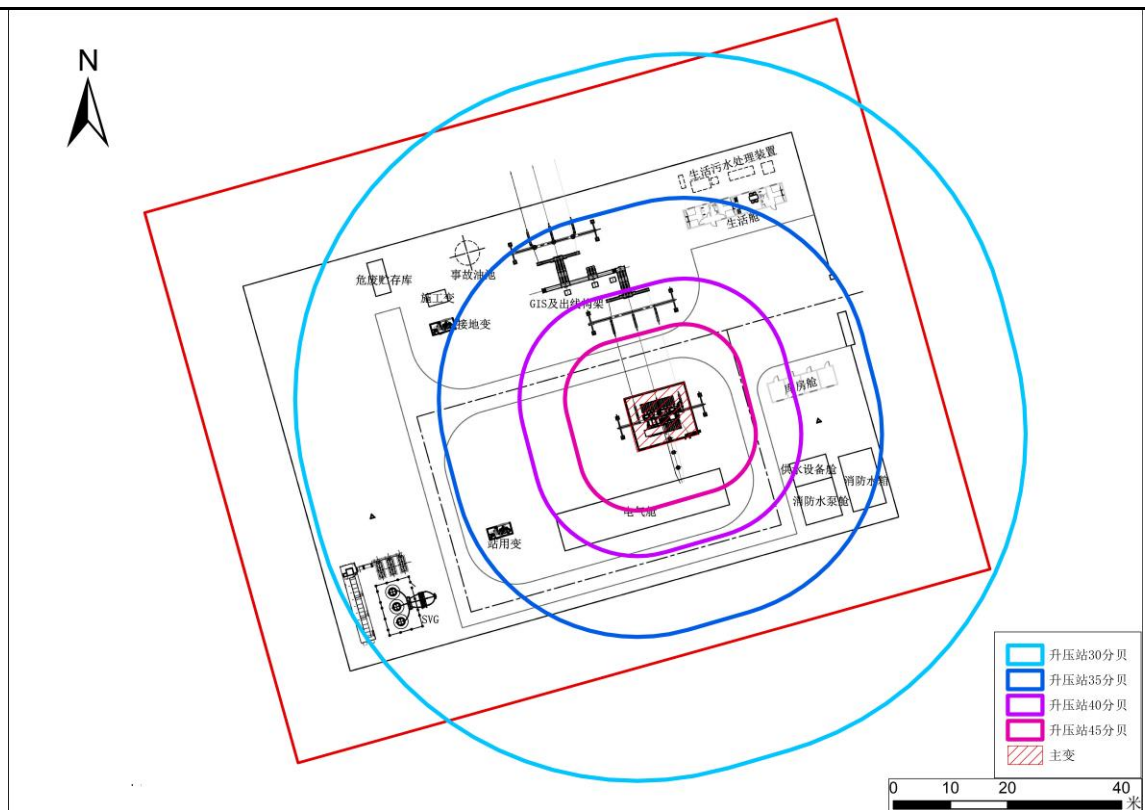 N
生活污水处理装置
生活舱
危废贮存库
事故油池
施工变
接地变
GIS及出线构架
库房舱
供水设备舱
消防水箱
消防水泵舱
电气舱
站用变
SVG
升压站30分贝
升压站35分贝
升压站40分贝
升压站45分贝
主变
0 10 20 40
米